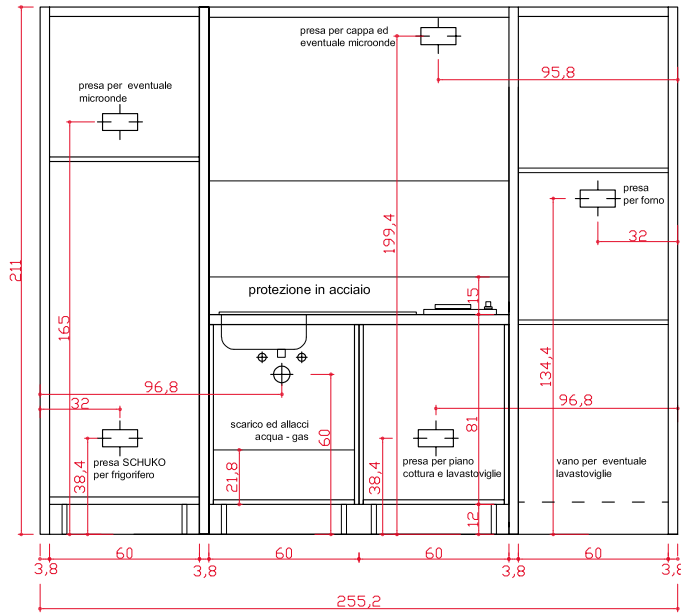 presa per cappa ed
eventuale microonde
95,8
presa per eventuale
microonde
presa
per forno
199,4
32
211
protezione in acciaio
15
165
134,4
96,8
32
96,8
81
scarico ed allacci
acqua - gas
60
presa SCHUKO
per frigorifero
38,4
21,8
38,4
presa per piano
cottura e lavastoviglie
vano per eventuale
lavastoviglie
12
60
60
60
60
3,8
3,8
3,8
3,8
255,2